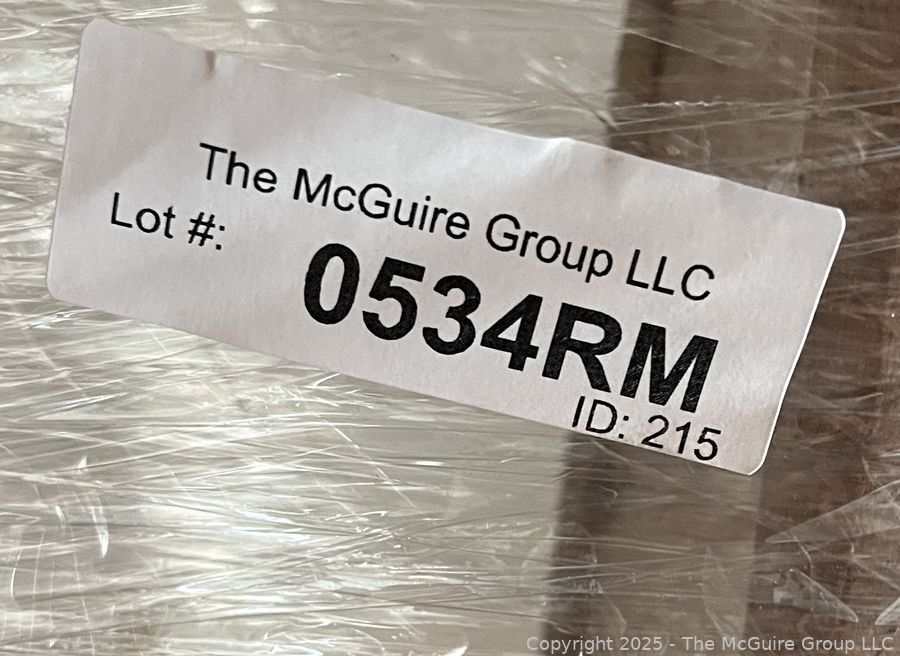 The McGuire Group LLC
Lot #:
0534RM
ID: 215
Copyright 2025 - The McGuire Group LLC